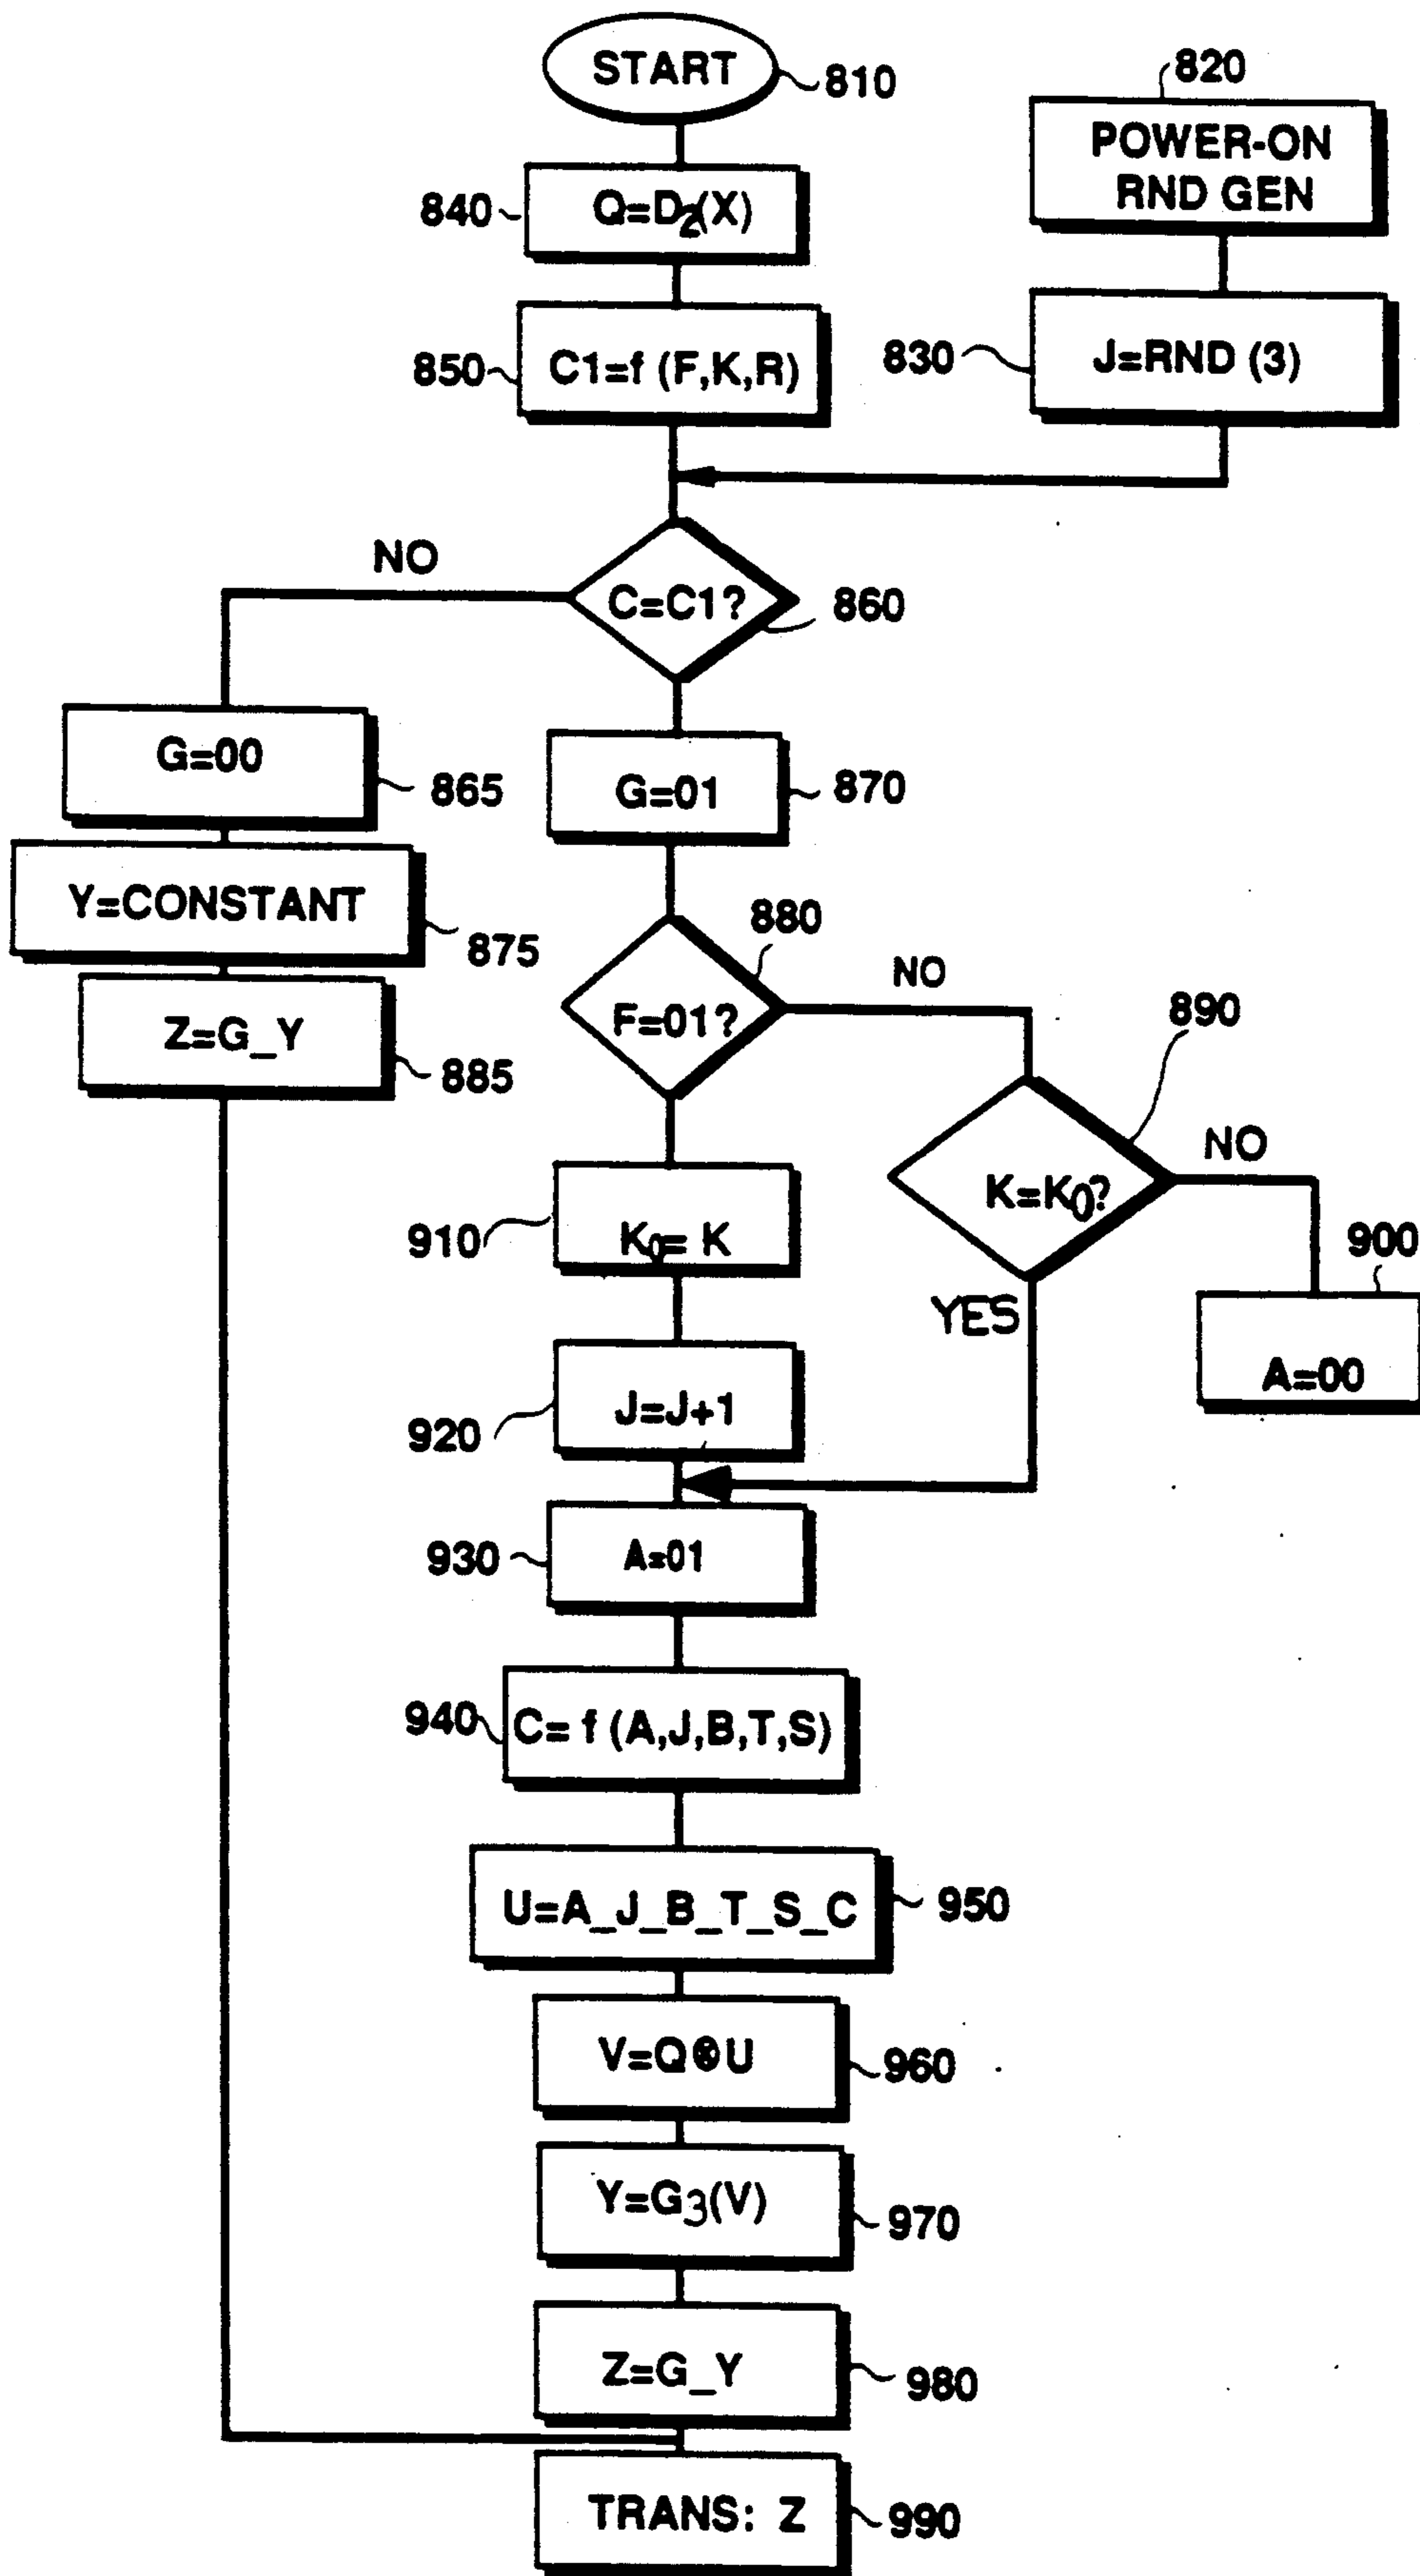 START
810
820
POWER-ON
RND GEN
840
Q=D2(X)
850
C1=f (F,K,R)
830
J=RND (3)
NO
C=C1?
860
G=00
865
G=01
870
Y=CONSTANT
875
880
NO
F=01?
890
Z=G_Y
885
K=K0?
NO
910
K0= K
YES
900
A=00
920
J=J+1
930
A=01
940
C= f (A,J,B,T,S)
U=A_J_B_T_S_C
950
V=Q⊗U
960
Y=G3(V)
970
Z=G_Y
980
TRANS: Z
990